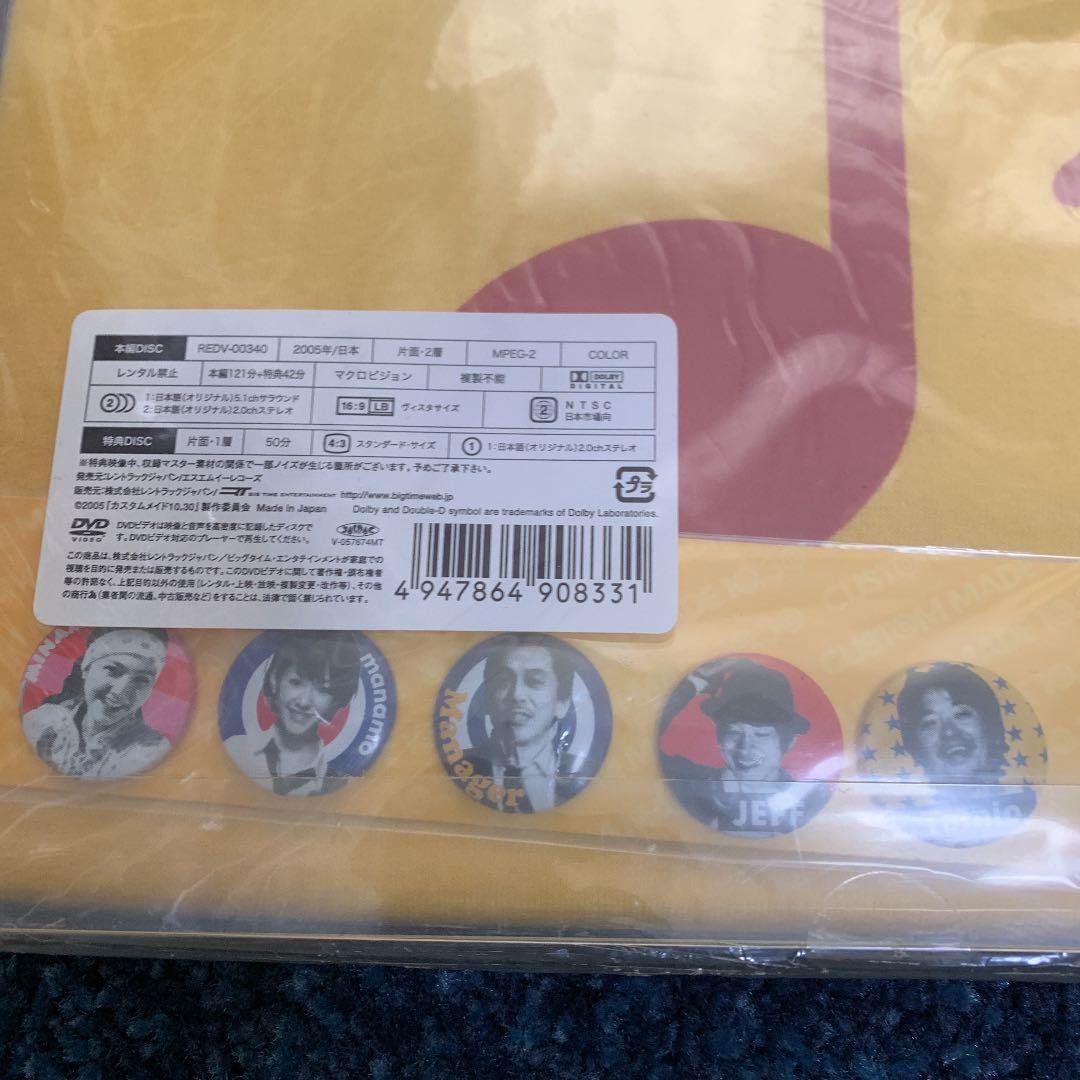 本編DISC REDV-00340 2005年/日本 片面・2層 MPEG-2 COLOR
レンタル禁止 本編121分+特典42分 マクロビジョン 複製不能 DOLBY DIGITAL
2 1:日本語(オリジナル)5.1chサラウンド
2:日本語(オリジナル)2.0chステレオ
16:9 LB ヴィスタサイズ
2 NTSC
日本市場向
特典DISC 片面・1層 50分 4:3 スタンダード・サイズ 1 1:日本語(オリジナル)2.0chステレオ
※特典映像中、収録マスター素材の関係で一部ノイズが生じる箇所がございます。予めご了承下さい。
発売元:レントラックジャパン/エスエムイーレコーズ
販売元:株式会社レントラックジャパン/ BIG TIME ENTERTAINMENT http://www.bigtimeweb.jp
プラ
©2005「カスタムメイド10.30」製作委員会 Made in Japan
Dolby and Double-D symbol are trademarks of Dolby Laboratories.
DVD VIDEO
DVDビデオは映像と音声を高密度に記録したディスクです。
DVDビデオ対応のプレーヤーで再生してください。
V-057674MT
この商品は、株式会社レントラックジャパン/ビッグタイム・エンタテインメントが家庭での
視聴を目的に発売または販売するものです。このDVDビデオに関して著作権・頒布権者
等の許諾なく、上記目的以外の使用(レンタル・上映・放映・複製変更・改作等)、その他
の商行為(業者間の流通、中古販売など)をすることは、法律で固く禁じられています。
4 947864 908331
manamo
Manager
JEFF